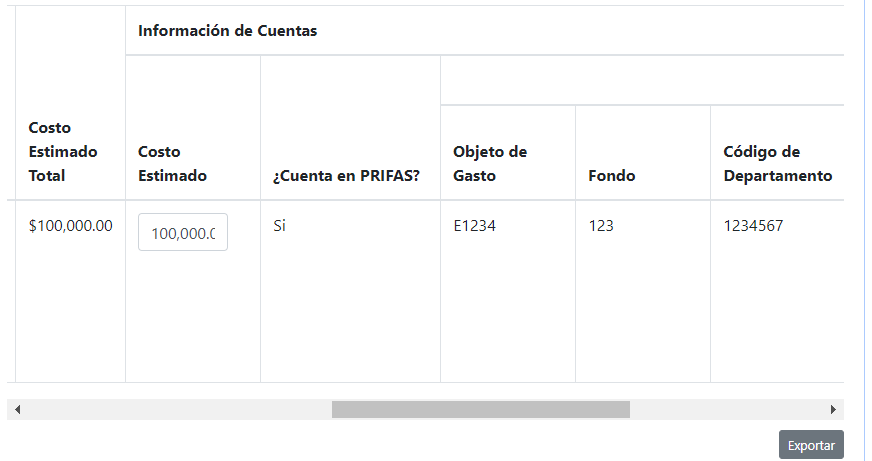 Información de Cuentas
Costo
Estimado
Total
Costo
Estimado
¿Cuenta en PRIFAS?
Objeto de
Gasto
Fondo
Código de
Departamento
$100,000.00
100,000.0
Si
E1234
123
1234567
Exportar